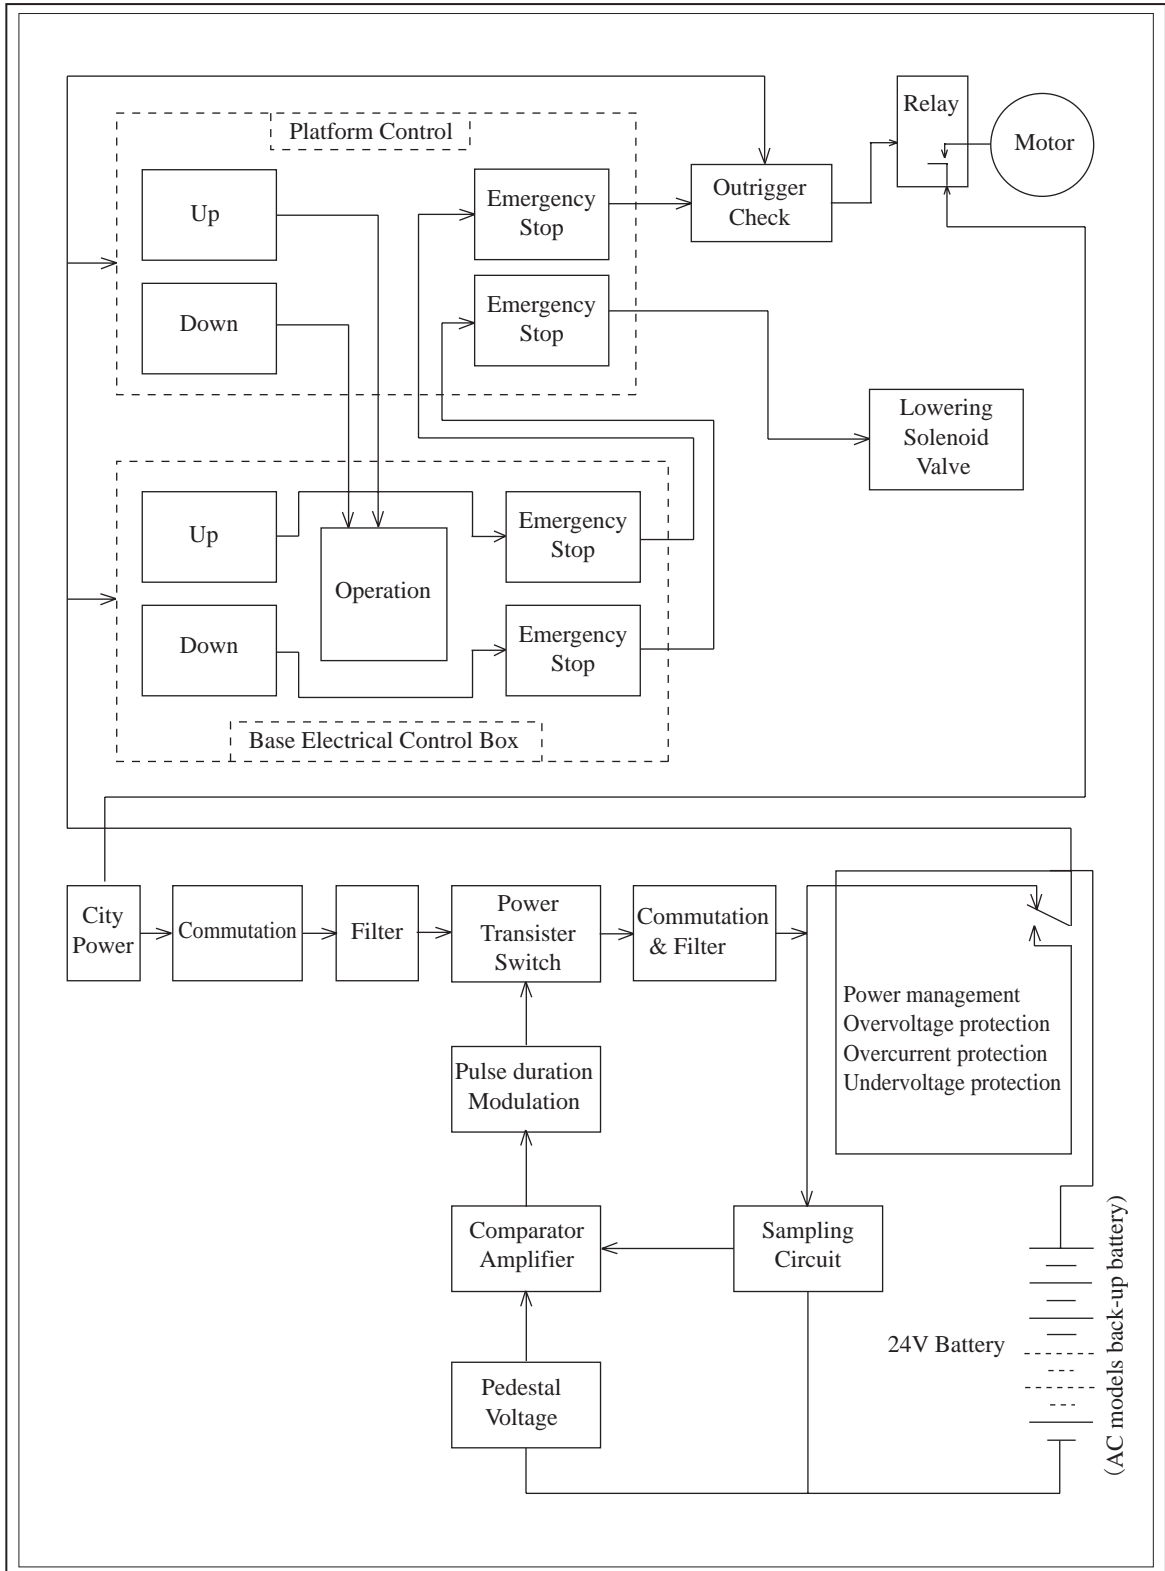 Platform Control
Relay
Motor
Up
Emergency
Stop
Outrigger
Check
Down
Emergency
Stop
Lowering
Solenoid
Valve
Up
Emergency
Stop
Operation
Down
Emergency
Stop
Base Electrical Control Box
City
Power
Commutation
Filter
Power
Transister
Switch
Commutation
& Filter
Power management
Overvoltage protection
Overcurrent protection
Undervoltage protection
Pulse duration
Modulation
Comparator
Amplifier
Sampling
Circuit
24V Battery
(AC models back-up battery)
Pedestal
Voltage